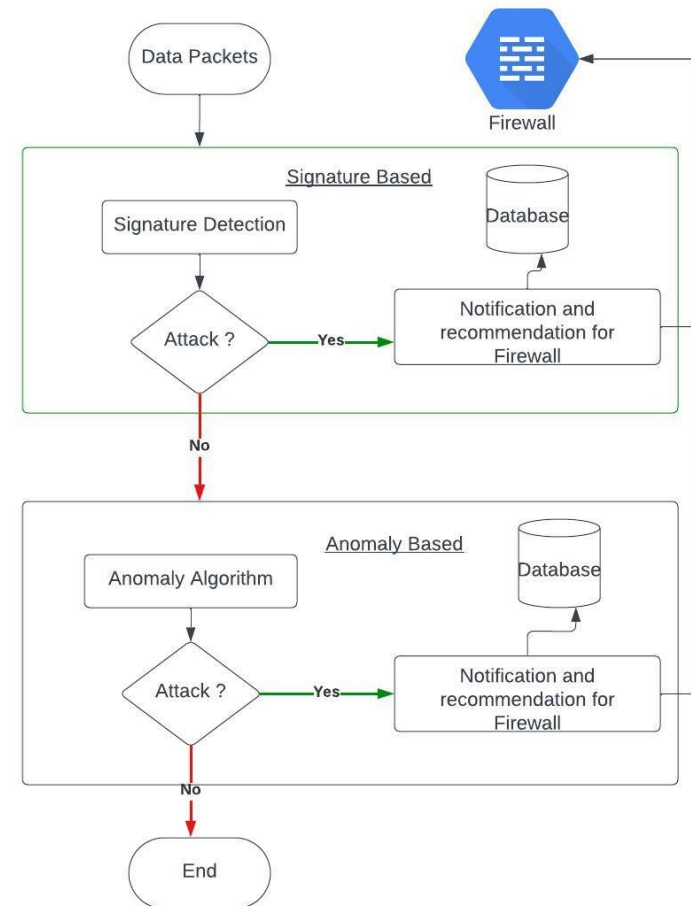 Data Packets
Firewall
Signature Based
Signature Detection
Database
Attack ?
Yes
Notification and
recommendation for
Firewall
No
Anomaly Based
Anomaly Algorithm
Database
Attack ?
Yes
Notification and
recommendation for
Firewall
No
End